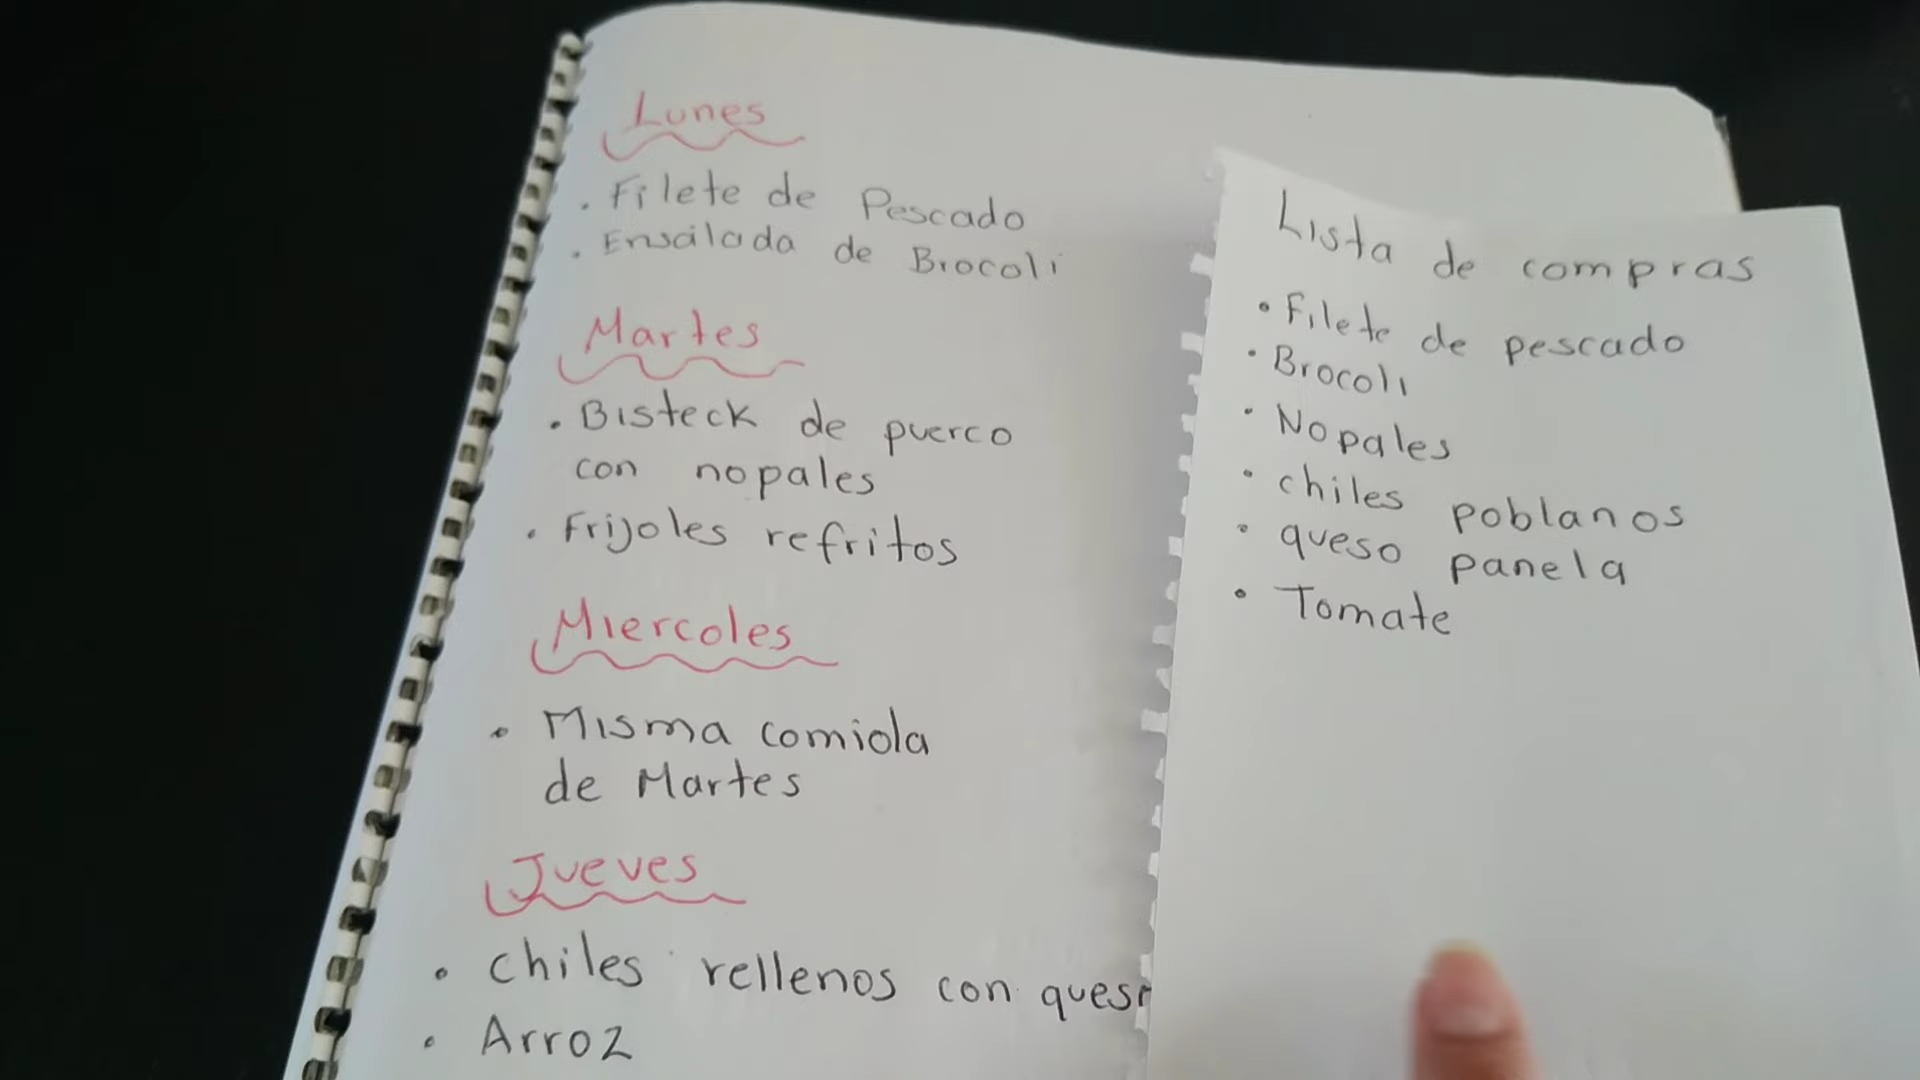 Lunes
. Filete de Pescado
. Ensalada de Brocoli
Martes
. Bisteck de puerco
con nopales
. Frijoles refritos
Miercoles
• Misma comida
de Martes
Jueves
• chiles rellenos con queso
• Arroz
Lista de compras
• Filete de pescado
• Brocoli
• Nopales
• chiles poblanos
• queso panela
• Tomate